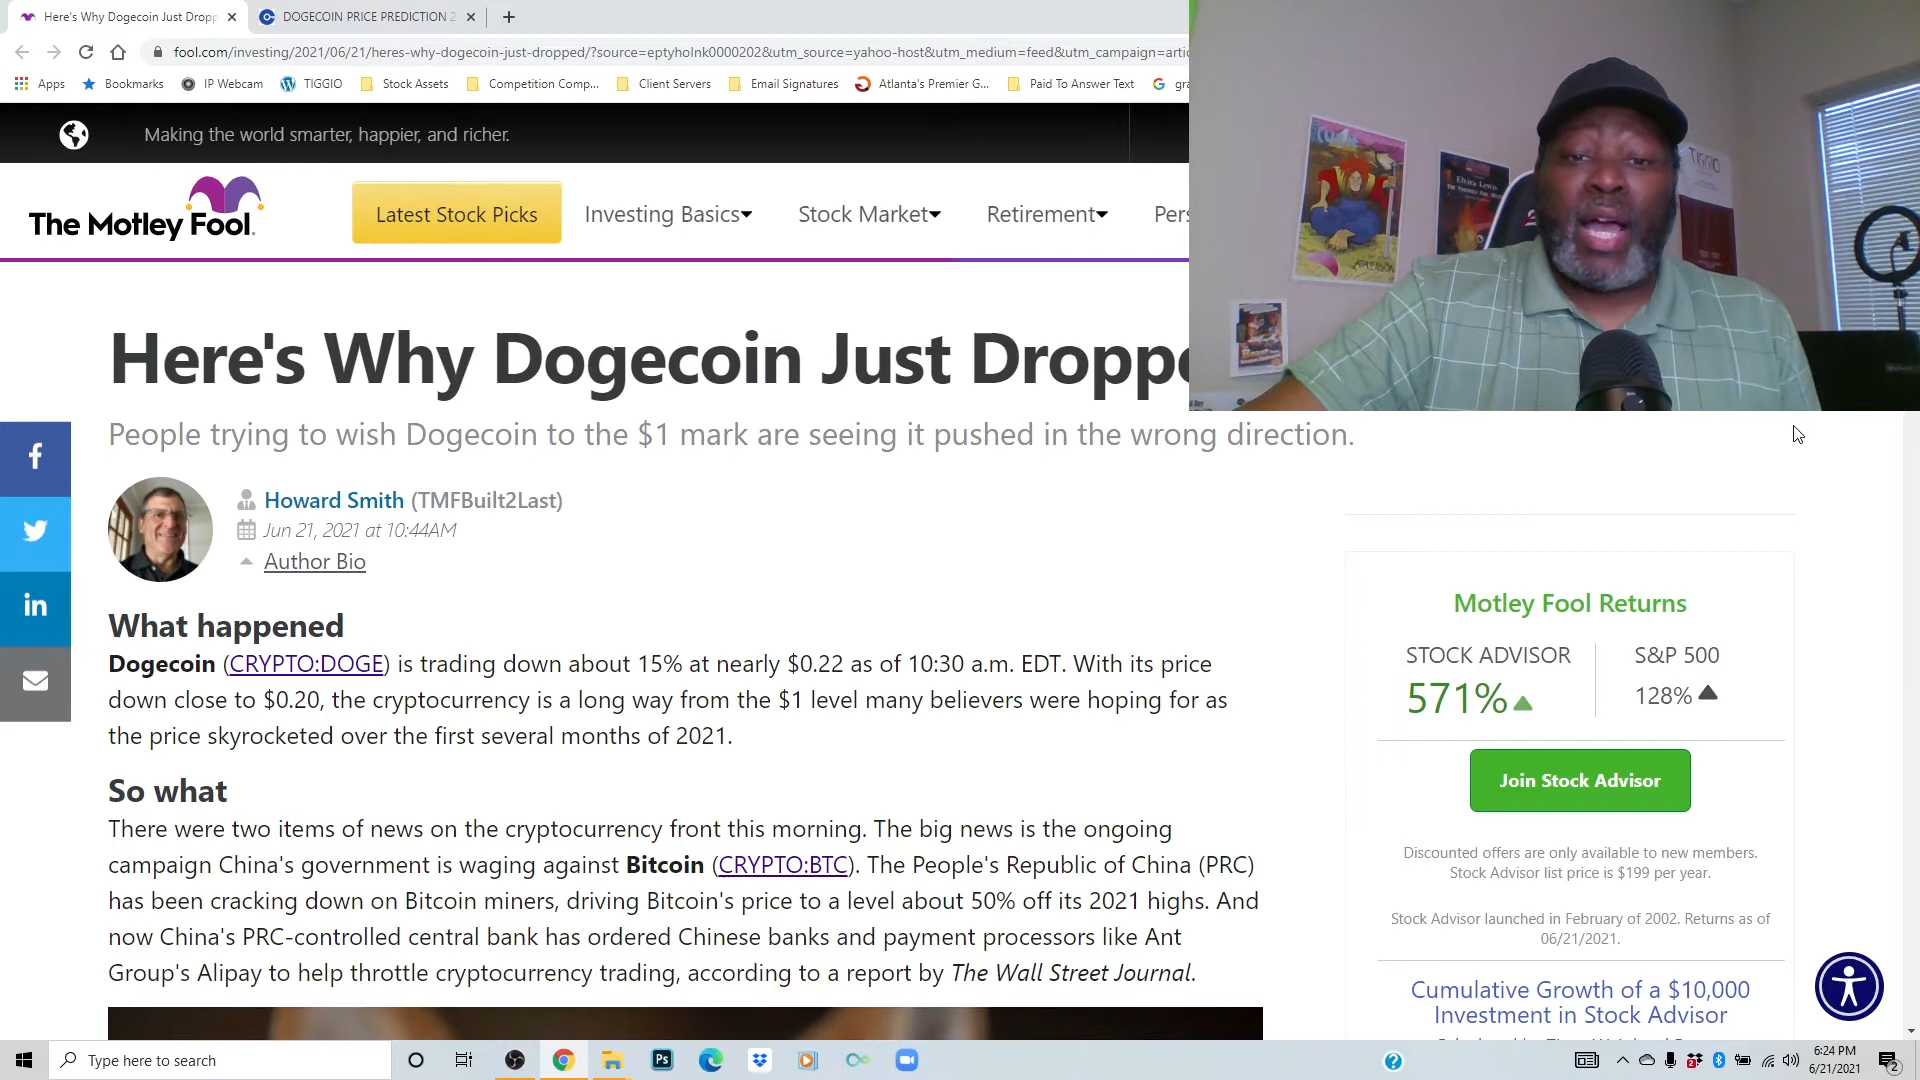 Here's Why Dogecoin Just Dropp
DOGECOIN PRICE PREDICTION 2
fool.com/investing/2021/06/21/heres-why-dogecoin-just-dropped/?source=eptyholnk0000202&utm_source=yahoo-host&utm_medium=feed&utm_campaign=arti
Apps
Bookmarks
IP Webcam
TIGGIO
Stock Assets
Competition Comp...
Client Servers
Email Signatures
Atlanta's Premier G...
Paid To Answer Text
gra
Making the world smarter, happier, and richer.
The Motley Fool.
Latest Stock Picks
Investing Basics
Stock Market
Retirement
Pers
Elvira Lewis
TIGGIO
Here's Why Dogecoin Just Droppe
People trying to wish Dogecoin to the $1 mark are seeing it pushed in the wrong direction.
Howard Smith (TMFBuilt2Last)
Jun 21, 2021 at 10:44AM
Author Bio
What happened
Dogecoin (CRYPTO:DOGE) is trading down about 15% at nearly $0.22 as of 10:30 a.m. EDT. With its price
down close to $0.20, the cryptocurrency is a long way from the $1 level many believers were hoping for as
the price skyrocketed over the first several months of 2021.
So what
There were two items of news on the cryptocurrency front this morning. The big news is the ongoing
campaign China's government is waging against Bitcoin (CRYPTO:BTC). The People's Republic of China (PRC)
has been cracking down on Bitcoin miners, driving Bitcoin's price to a level about 50% off its 2021 highs. And
now China's PRC-controlled central bank has ordered Chinese banks and payment processors like Ant
Group's Alipay to help throttle cryptocurrency trading, according to a report by The Wall Street Journal.
Motley Fool Returns
STOCK ADVISOR
571%
S&P 500
128%
Join Stock Advisor
Discounted offers are only available to new members.
Stock Advisor list price is $199 per year.
Stock Advisor launched in February of 2002. Returns as of
06/21/2021.
Cumulative Growth of a $10,000
Investment in Stock Advisor
f
in
Type here to search
Ps
6:24 PM
6/21/2021
2